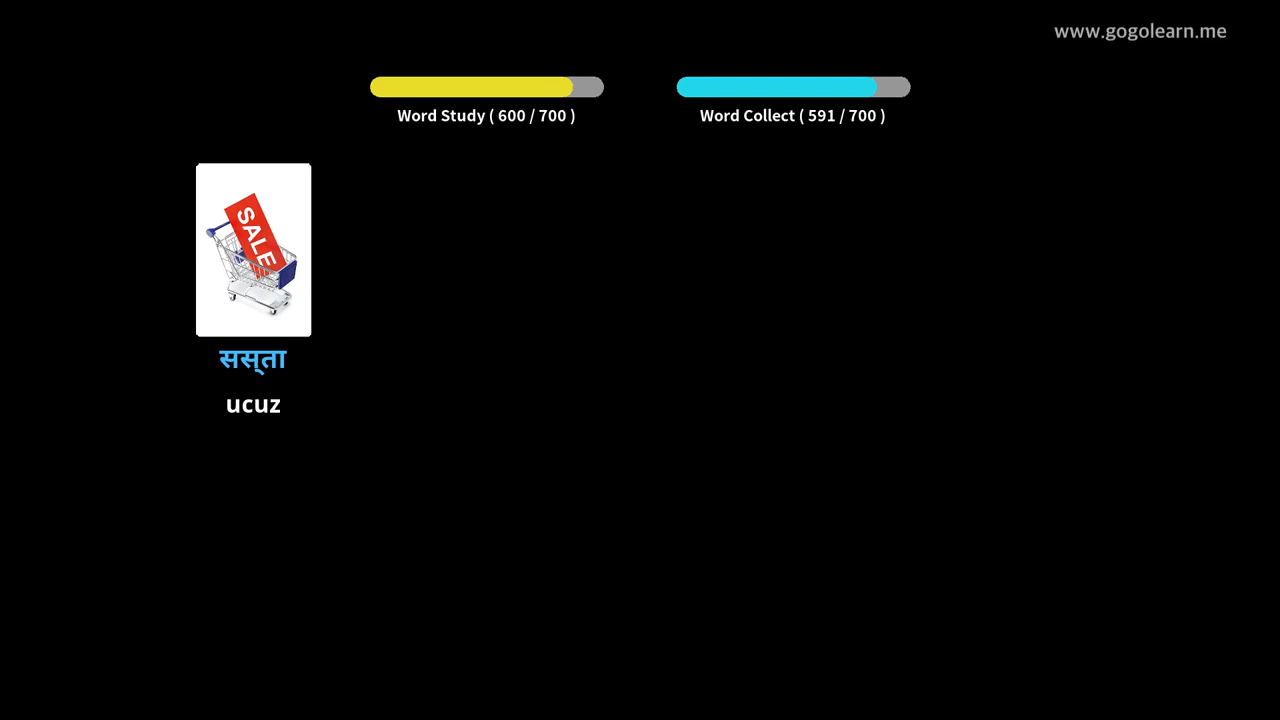 www.gogolearn.me
Word Study ( 600 / 700 )
Word Collect ( 591 / 700 )
SALE
सस्ता
ucuz